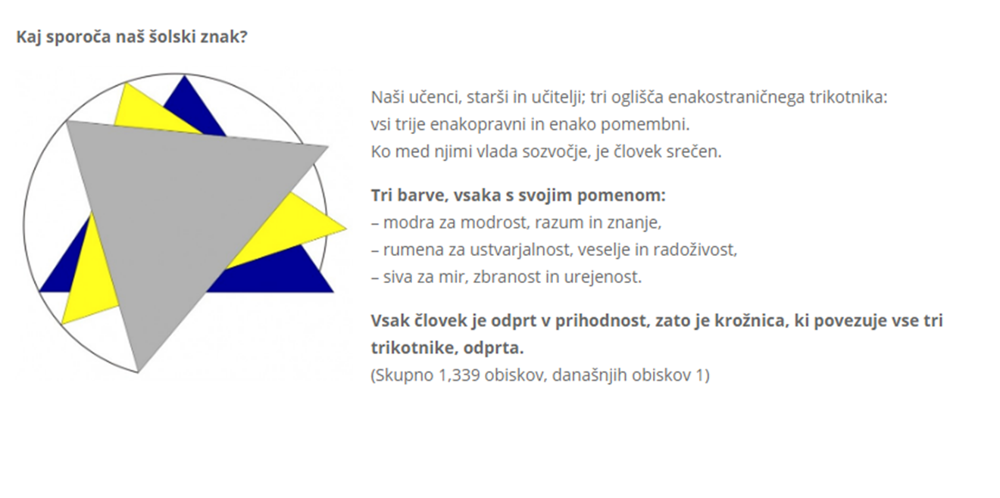 Kaj sporoča naš šolski znak?
Naši učenci, starši in učitelji; tri oglišča enakostraničnega trikotnika:
vsi trije enakopravni in enako pomembni.
Ko med njimi vlada sozvočje, je človek srečen.
Tri barve, vsaka s svojim pomenom:
– modra za modrost, razum in znanje,
– rumena za ustvarjalnost, veselje in radoživost,
– siva za mir, zbranost in urejenost.
Vsak človek je odprt v prihodnost, zato je krožnica, ki povezuje vse tri
trikotnike, odprta.
(Skupno 1,339 obiskov, današnjih obiskov 1)